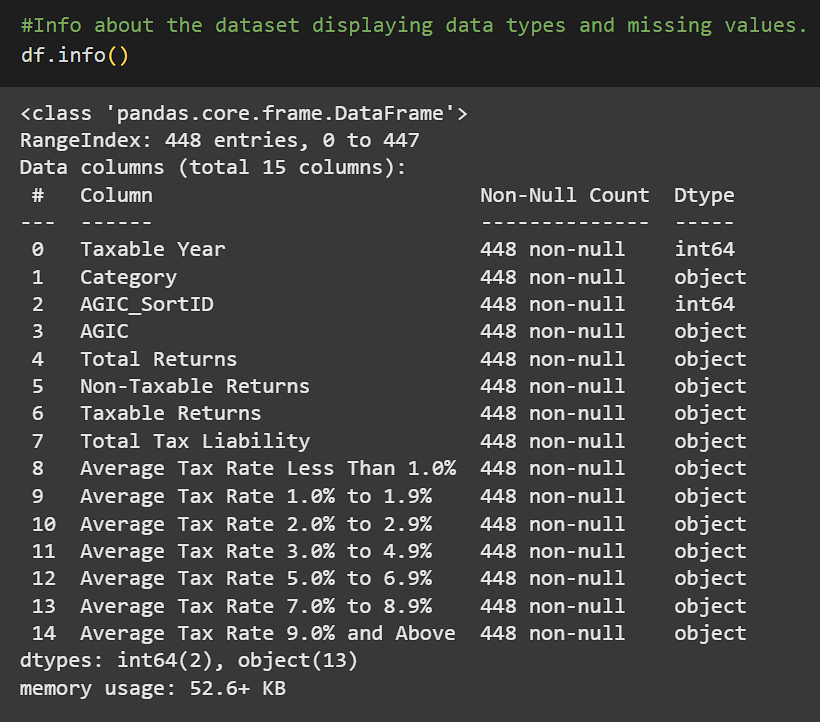 #Info about the dataset displaying data types and missing values.
df.info()
<class 'pandas.core.frame.DataFrame'>
RangeIndex: 448 entries, 0 to 447
Data columns (total 15 columns):
 #   Column                         Non-Null Count  Dtype
---  ------                         --------------  -----
 0   Taxable Year                   448 non-null    int64
 1   Category                       448 non-null    object
 2   AGIC_SortID                    448 non-null    int64
 3   AGIC                           448 non-null    object
 4   Total Returns                  448 non-null    object
 5   Non-Taxable Returns            448 non-null    object
 6   Taxable Returns                448 non-null    object
 7   Total Tax Liability            448 non-null    object
 8   Average Tax Rate Less Than 1.0%  448 non-null    object
 9   Average Tax Rate 1.0% to 1.9%  448 non-null    object
 10  Average Tax Rate 2.0% to 2.9%  448 non-null    object
 11  Average Tax Rate 3.0% to 4.9%  448 non-null    object
 12  Average Tax Rate 5.0% to 6.9%  448 non-null    object
 13  Average Tax Rate 7.0% to 8.9%  448 non-null    object
 14  Average Tax Rate 9.0% and Above  448 non-null    object
dtypes: int64(2), object(13)
memory usage: 52.6+ KB